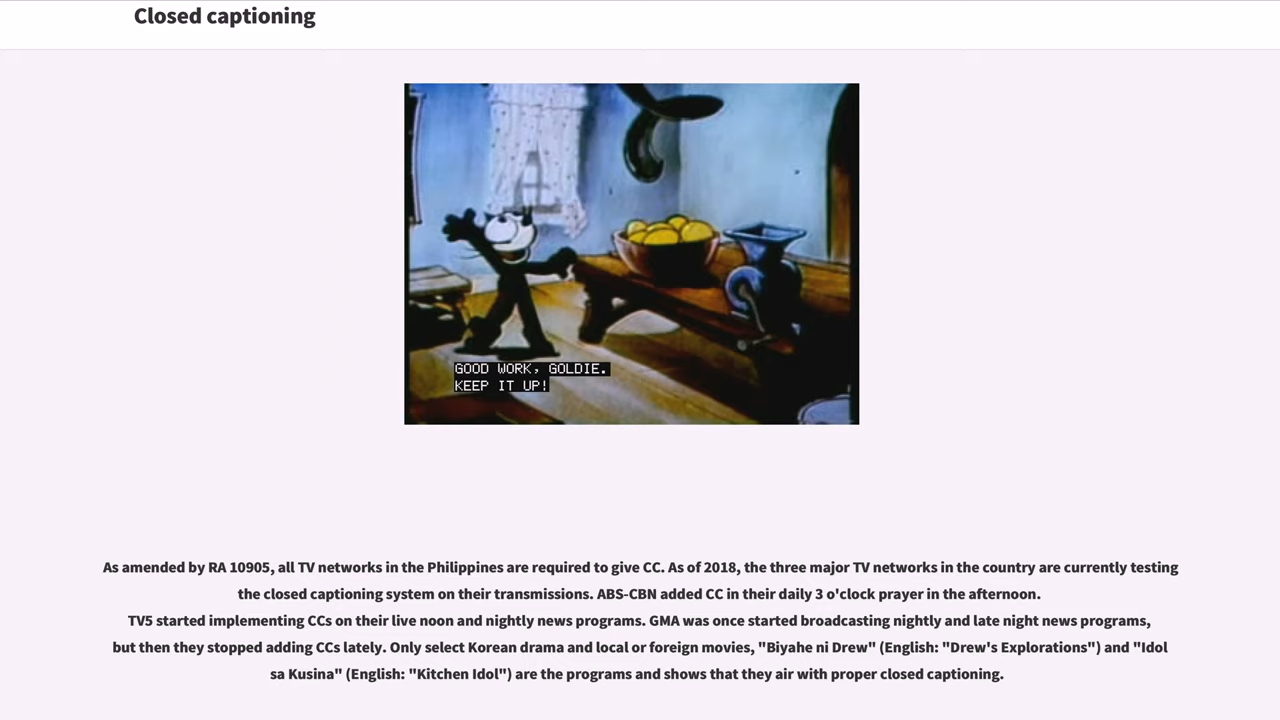 Closed captioning
GOOD WORK, GOLDIE.
KEEP IT UP!
As amended by RA 10905, all TV networks in the Philippines are required to give CC. As of 2018, the three major TV networks in the country are currently testing
the closed captioning system on their transmissions. ABS-CBN added CC in their daily 3 o'clock prayer in the afternoon.
TV5 started implementing CCs on their live noon and nightly news programs. GMA was once started broadcasting nightly and late night news programs,
but then they stopped adding CCs lately. Only select Korean drama and local or foreign movies, "Biyahe ni Drew" (English: "Drew's Explorations") and "Idol
sa Kusina" (English: "Kitchen Idol") are the programs and shows that they air with proper closed captioning.